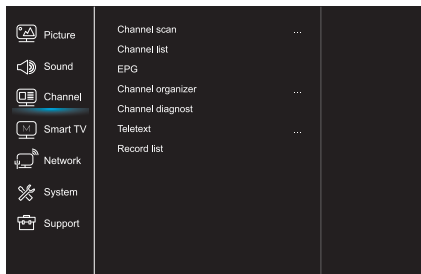 Picture
Sound
Channel
Smart TV
Network
System
Support
Channel scan ...
Channel list
EPG
Channel organizer ...
Channel diagnost
Teletext ...
Record list
M